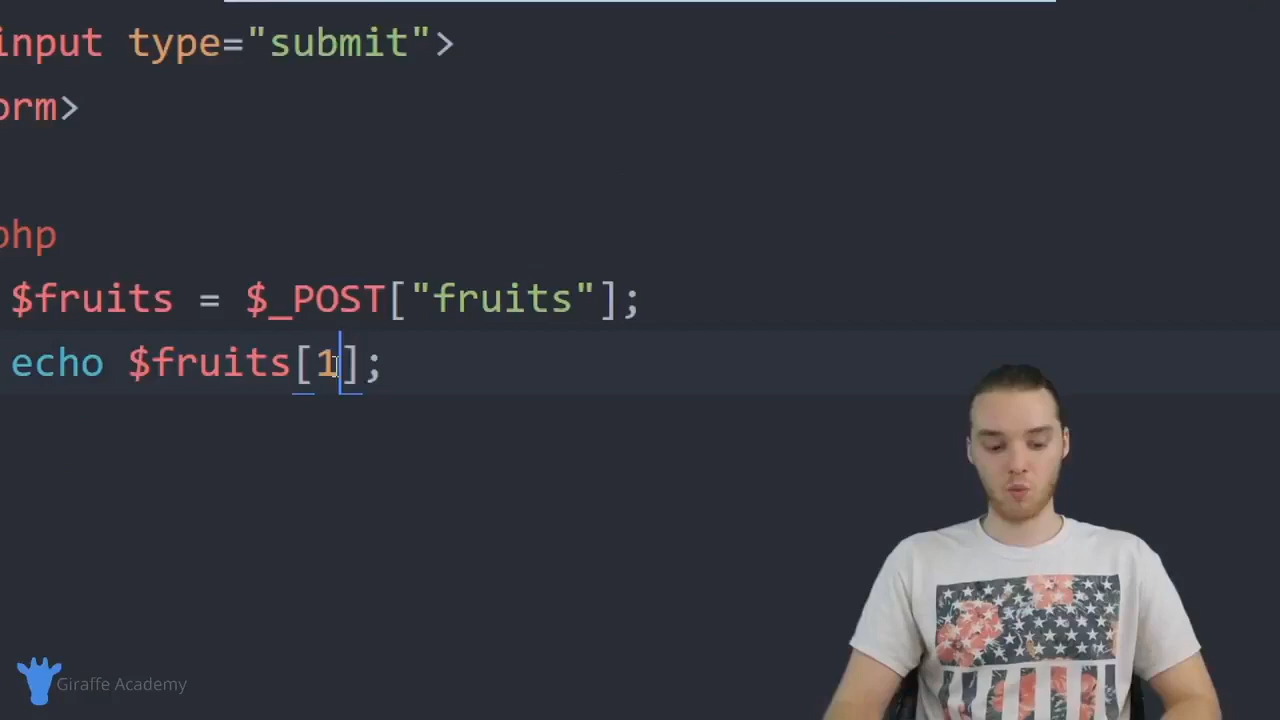 input type="submit">
orm>
php
$fruits = $_POST["fruits"];
echo $fruits[1];
Giraffe Academy